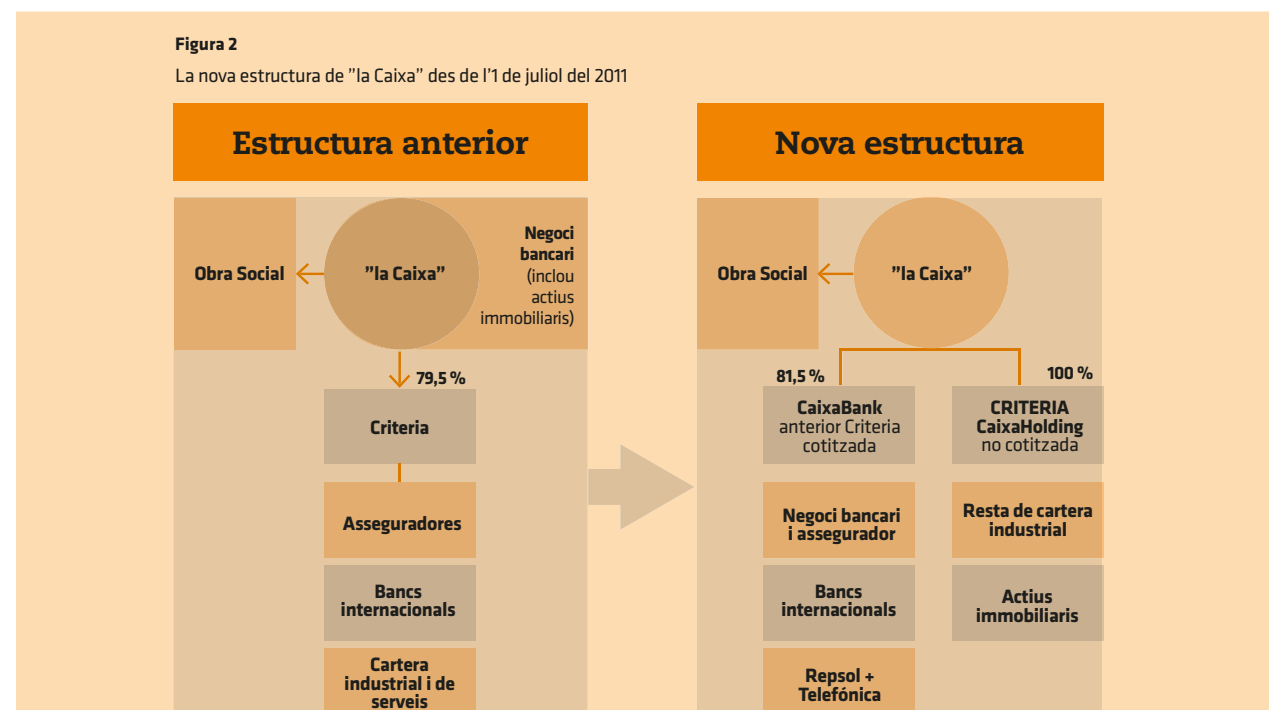 Figura 2
La nova estructura de ”la Caixa” des de l’1 de juliol del 2011
Estructura anterior
Obra Social
”la Caixa”
Negoci
bancari
(inclou
actius
immobiliaris)
79,5 %
Criteria
Asseguradores
Bancs
internacionals
Cartera
industrial i de
serveis
Nova estructura
Obra Social
”la Caixa”
81,5 %
100 %
CaixaBank
anterior Criteria
cotitzada
CRITERIA
CaixaHolding
no cotitzada
Negoci bancari
i assegurador
Resta de cartera
industrial
Bancs
internacionals
Actius
immobiliaris
Repsol +
Telefónica